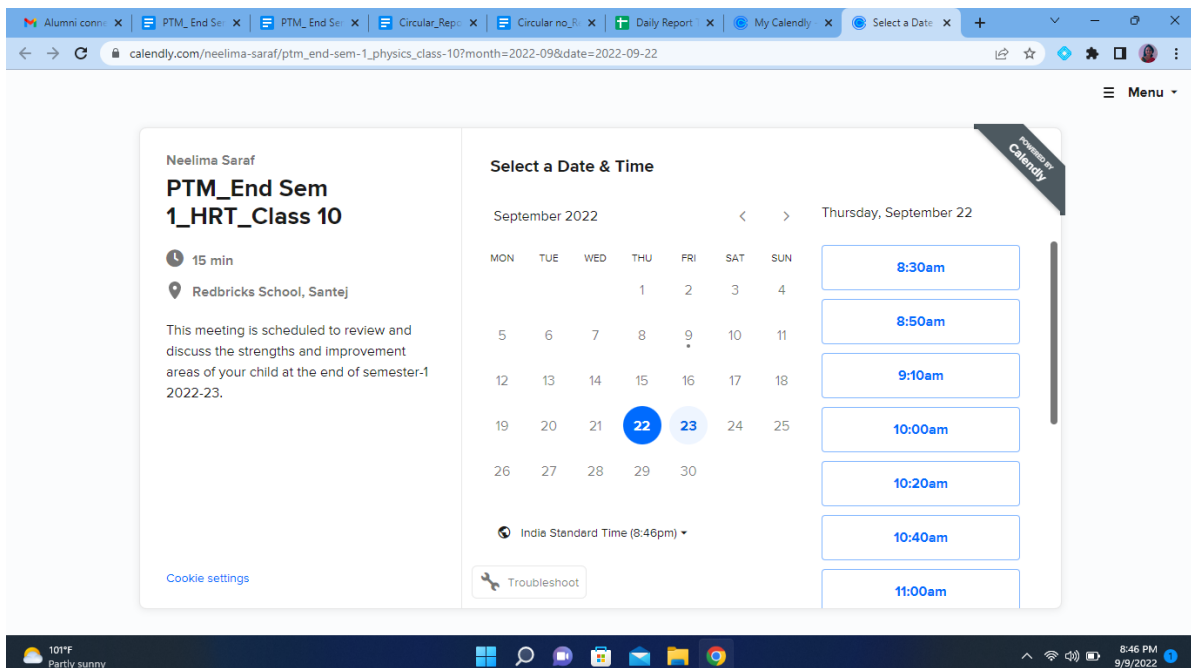 Alumni conne
PTM_ End Se
PTM_ End Se
Circular_Repo
Circular no_R
Daily Report
My Calendly
Select a Date
calendly.com/neelima-saraf/ptm_end-sem-1_physics_class-10?month=2022-09&date=2022-09-22
Menu
POWERED BY
Calendly
Neelima Saraf
PTM_End Sem
1_HRT_Class 10
15 min
Redbricks School, Santej
This meeting is scheduled to review and
discuss the strengths and improvement
areas of your child at the end of semester-1
2022-23.
Cookie settings
Select a Date & Time
September 2022
MON TUE WED THU FRI SAT SUN
1 2 3 4
5 6 7 8 9 10 11
12 13 14 15 16 17 18
19 20 21 22 23 24 25
26 27 28 29 30
India Standard Time (8:46pm)
Troubleshoot
Thursday, September 22
8:30am
8:50am
9:10am
10:00am
10:20am
10:40am
11:00am
101°F
Partly sunny
8:46 PM
9/9/2022
1